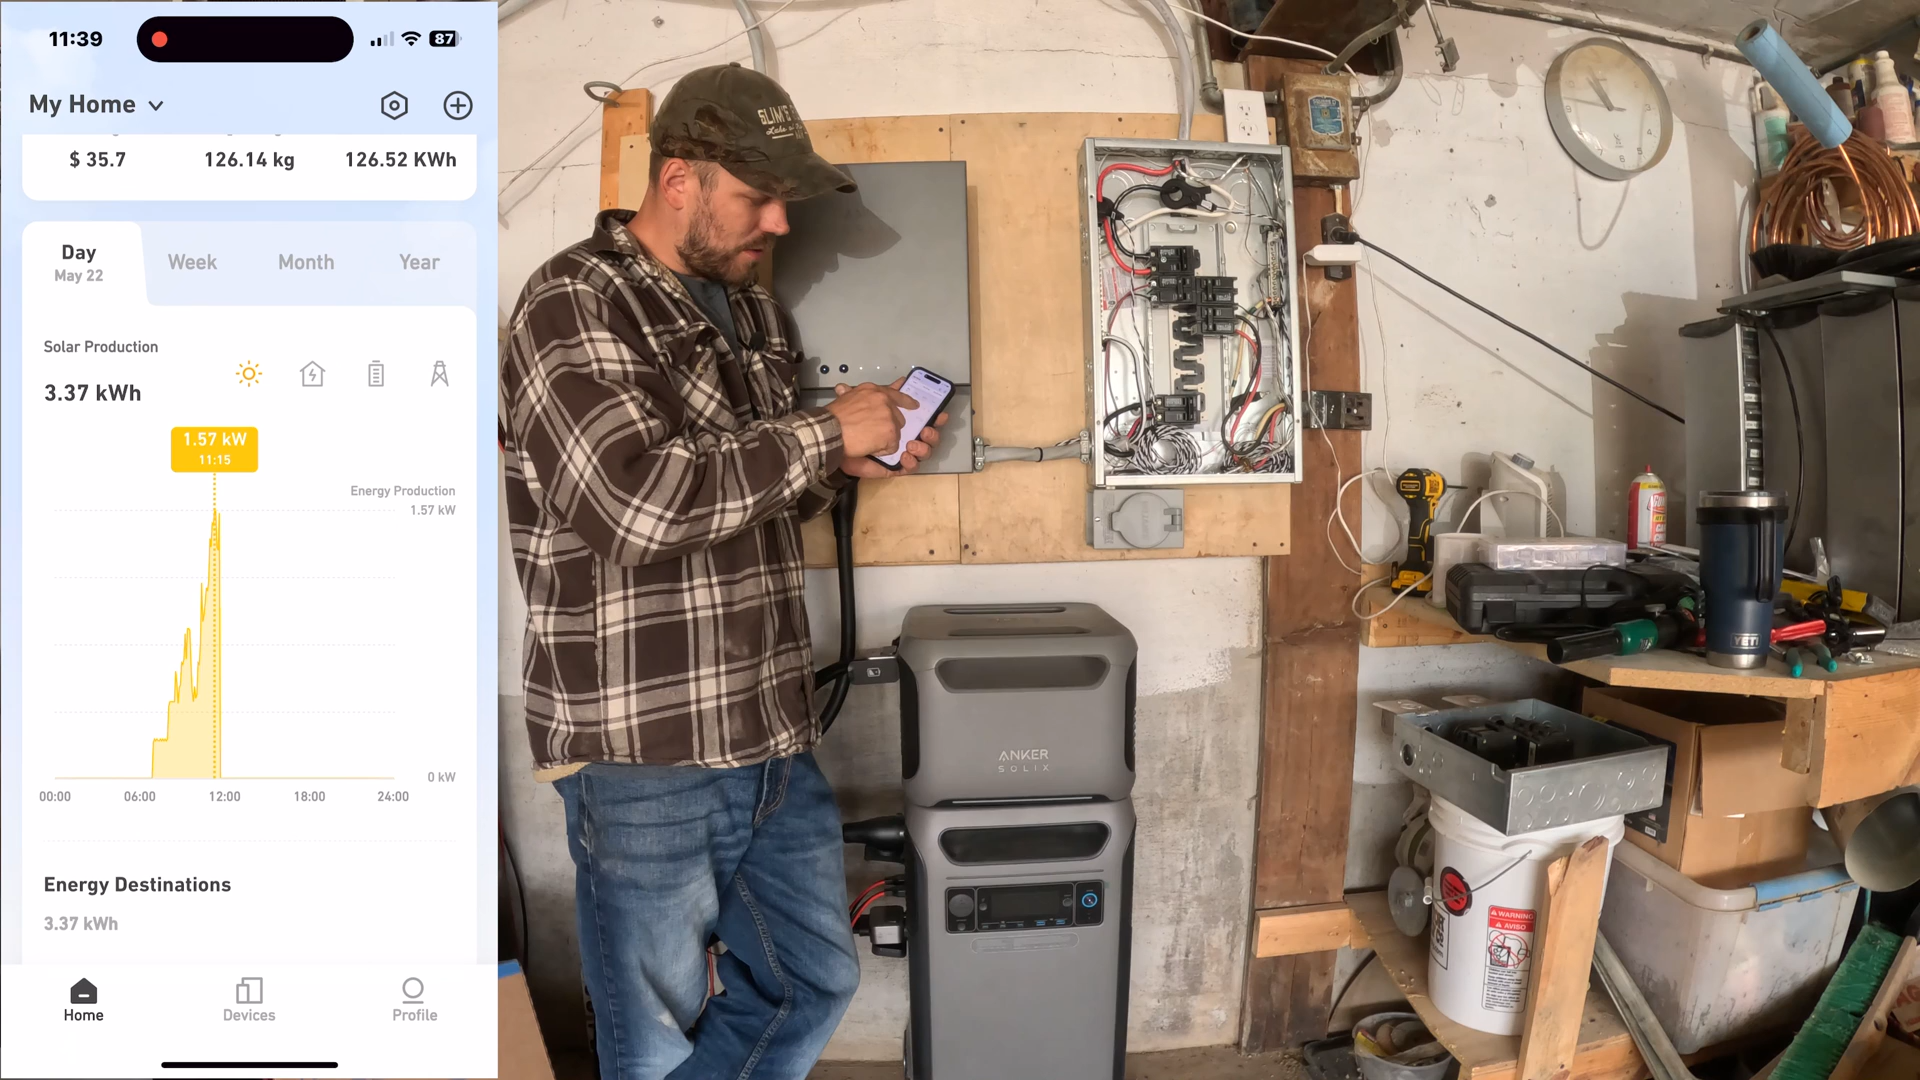 11:39
87
My Home
$ 35.7 126.14 kg 126.52 KWh
Day Week Month Year
May 22
Solar Production
3.37 kWh
1.57 kW
11:15
Energy Production
1.57 kW
0 kW
00:00 06:00 12:00 18:00 24:00
Energy Destinations
3.37 kWh
Home Devices Profile
SLIM'S
ANKER
SOLIX
YETI
WARNING
AVISO